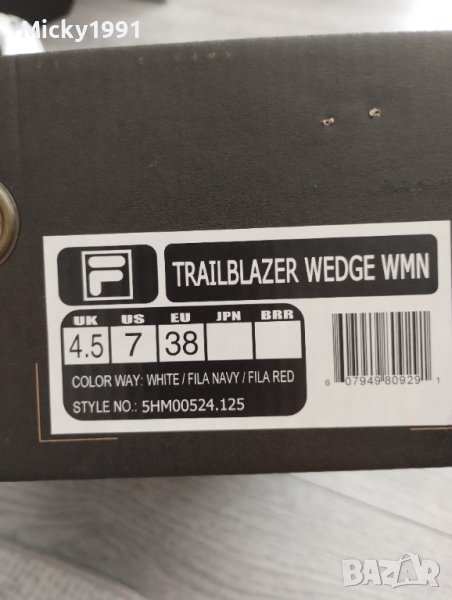 Micky1991
F
TRAILBLAZER WEDGE WMN
UK US EU JPN BRR
4.5 7 38
COLOR WAY: WHITE / FILA NAVY / FILA RED
STYLE NO.: 5HM00524.125
6 07949 80929 1
BAZAR